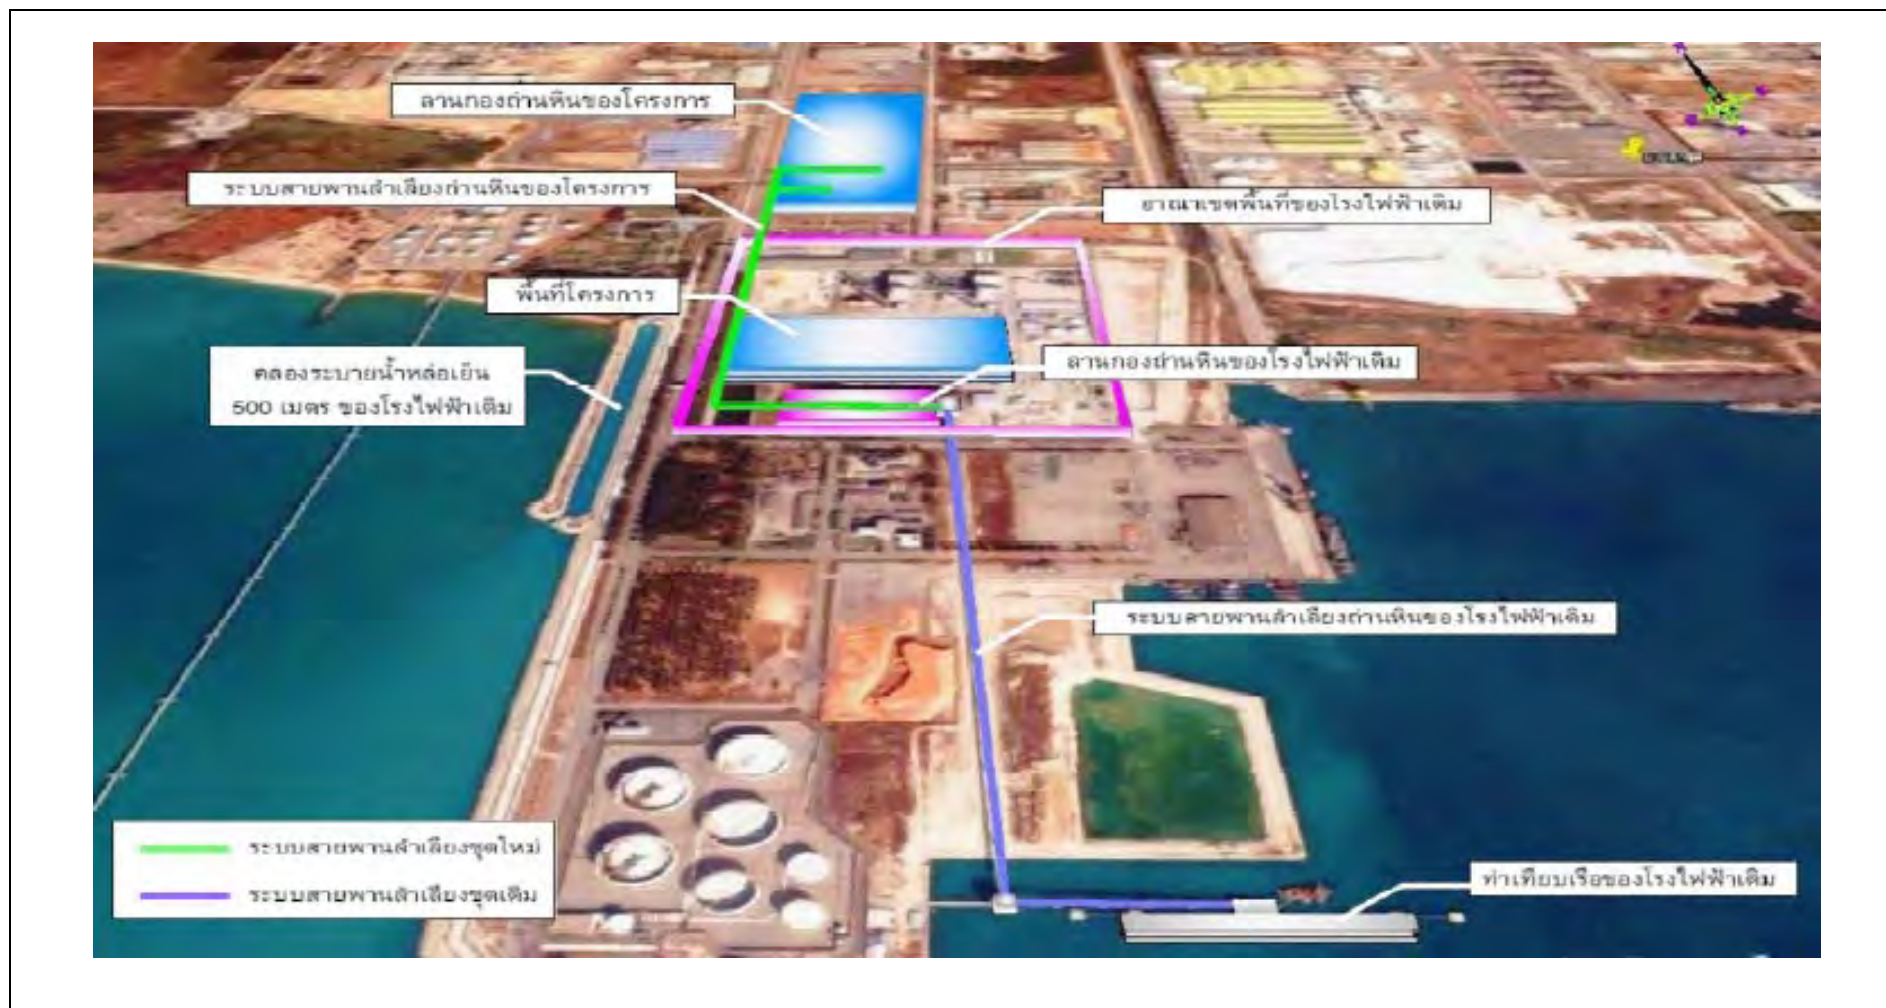 ลานกองถ่านหินของโครงการ
ระบบสายพานลำเลียงถ่านหินของโครงการ
อาณาเขตพื้นที่ของโรงไฟฟ้าเดิม
พื้นที่โครงการ
ลานกองถ่านหินของโรงไฟฟ้าเดิม
คลองระบายน้ำหล่อเย็น
500 เมตร ของโรงไฟฟ้าเดิม
ระบบสายพานลำเลียงถ่านหินของโรงไฟฟ้าเดิม
ระบบสายพานลำเลียงชุดใหม่
ระบบสายพานลำเลียงชุดเดิม
ท่าเทียบเรือของโรงไฟฟ้าเดิม